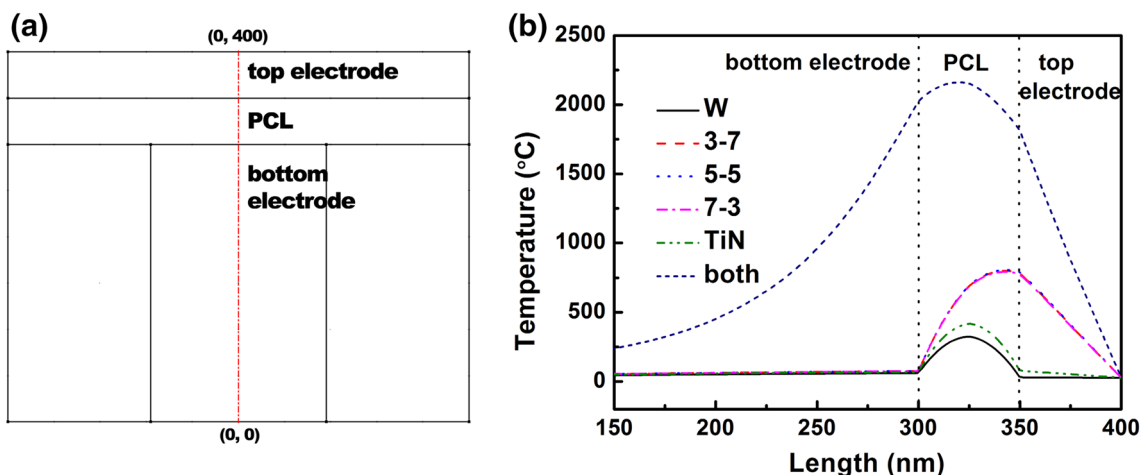 (a)
(0, 400)
top electrode
PCL
bottom
electrode
(0, 0)
(b)
Temperature (°C)
2500
2000
1500
1000
500
0
bottom electrode
PCL
top
electrode
W
3-7
5-5
7-3
TiN
both
150
200
250
300
350
400
Length (nm)